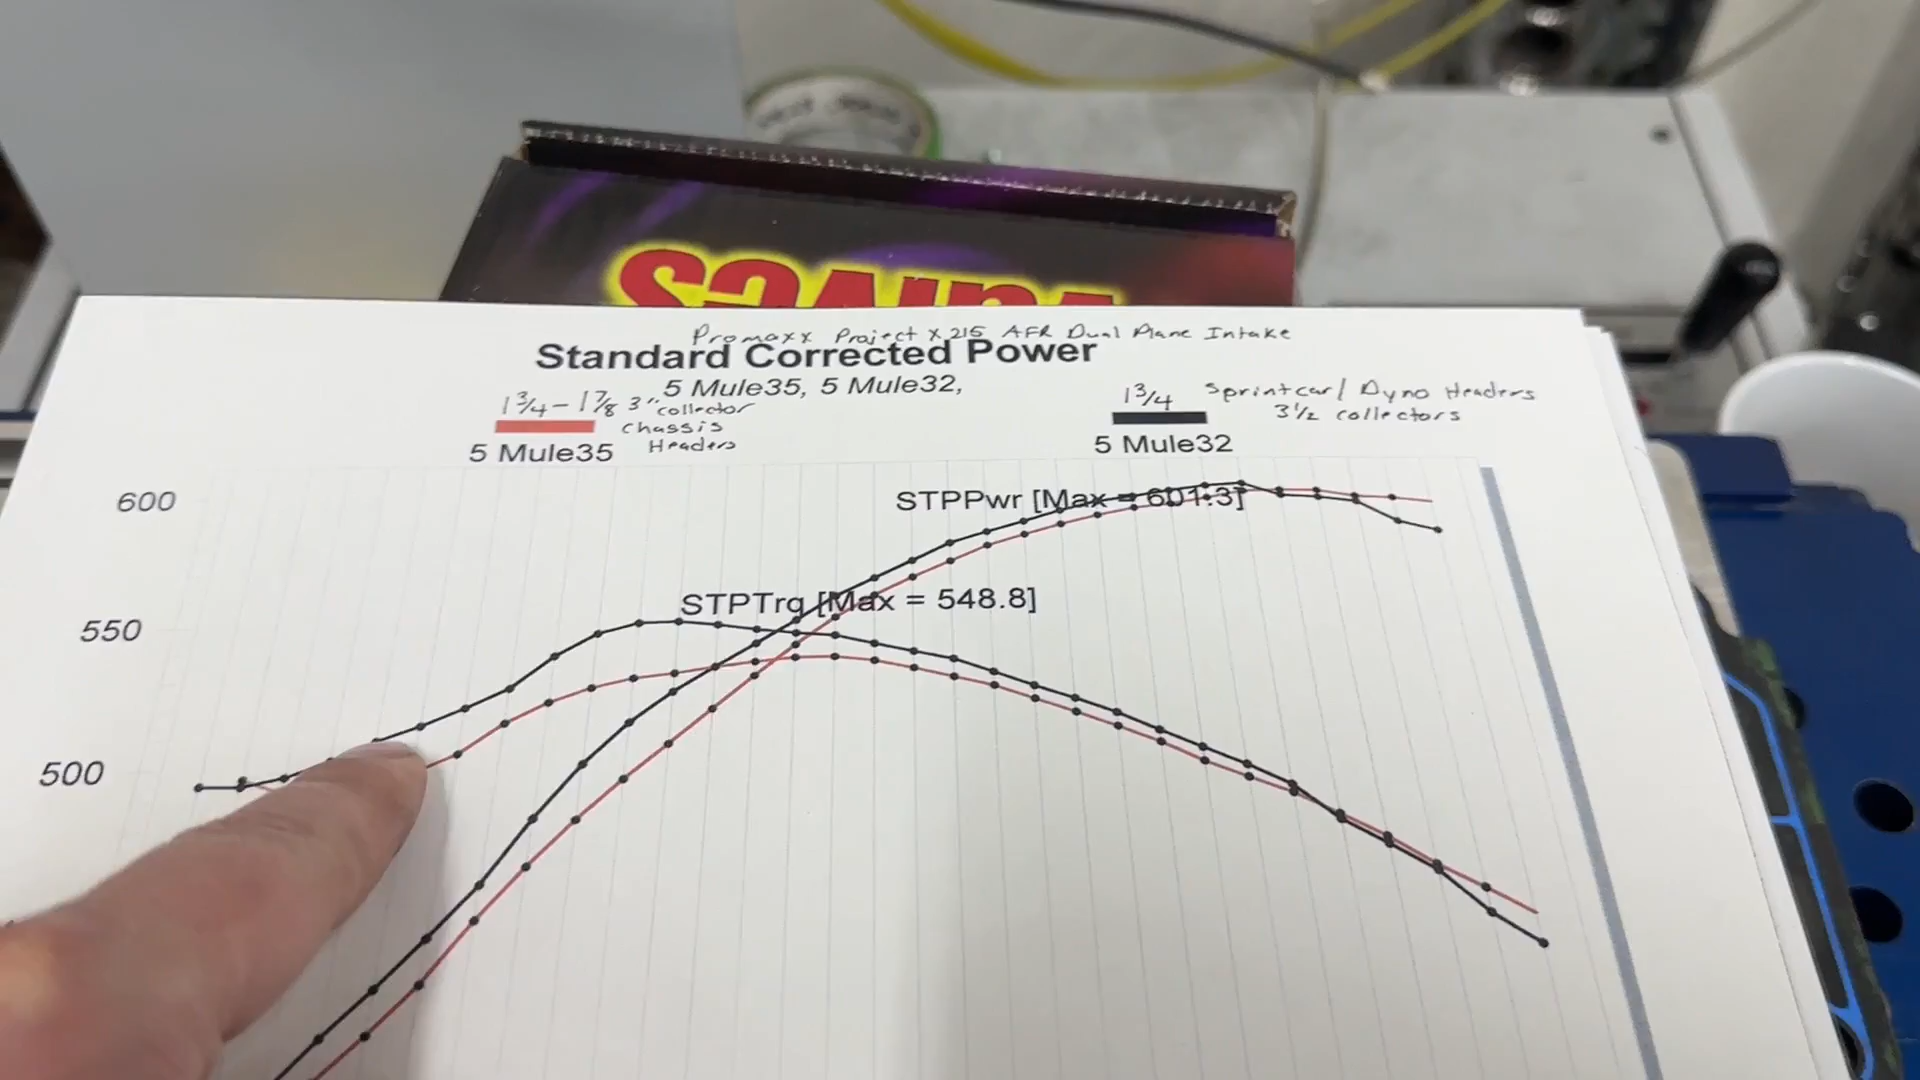 Promaxx Project X 215 AFR Dual Plane Intake
Standard Corrected Power
5 Mule35, 5 Mule32,
1 3/4 - 1 7/8 3" collector
Chassis
Headers
5 Mule35
1 3/4 Sprintcar / Dyno Headers
3 1/2 collectors
5 Mule32
600
STPPwr [Max = 601.3]
STPTrq [Max = 548.8]
550
500